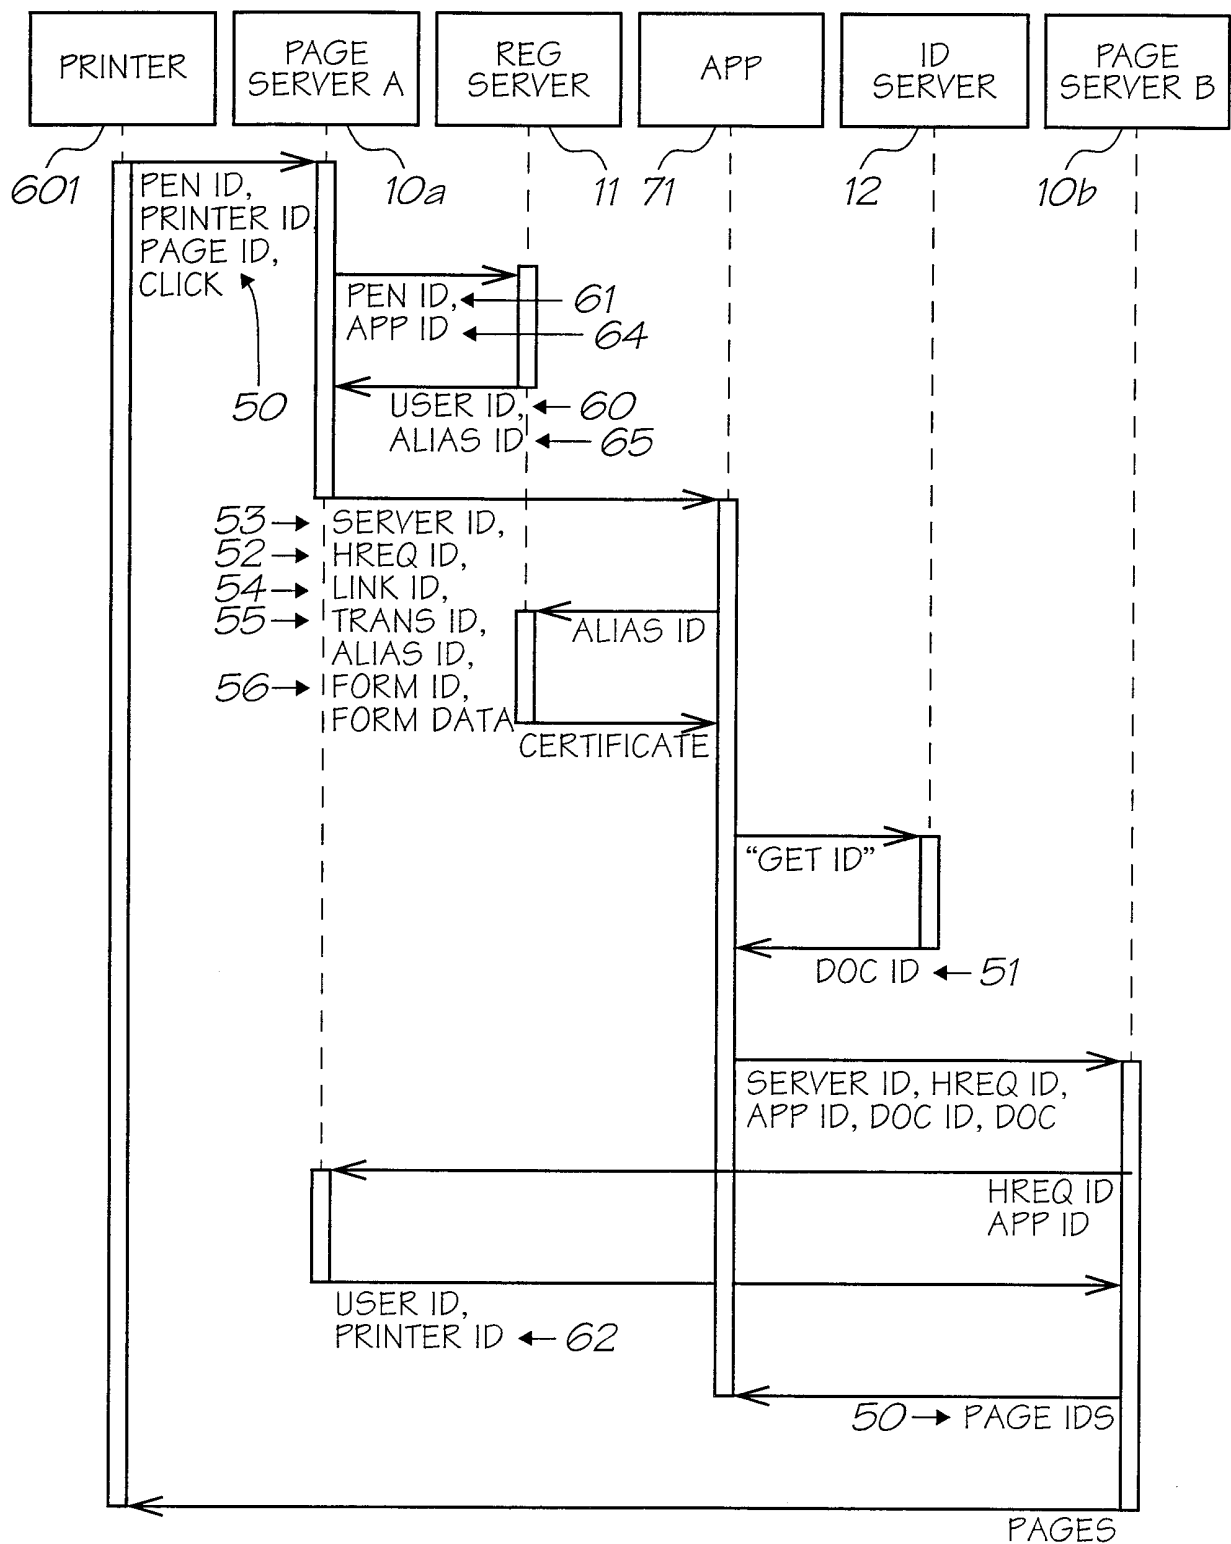 PRINTER
PAGE
SERVER A
REG
SERVER
APP
ID
SERVER
PAGE
SERVER B
601
10a
11
71
12
10b
PEN ID,
PRINTER ID
PAGE ID,
CLICK
50
PEN ID,
61
APP ID
64
USER ID,
60
ALIAS ID
65
53
SERVER ID,
52
HREQ ID,
54
LINK ID,
55
TRANS ID,
ALIAS ID,
56
FORM ID,
FORM DATA
ALIAS ID
CERTIFICATE
“GET ID”
DOC ID
51
SERVER ID, HREQ ID,
APP ID, DOC ID, DOC
HREQ ID
APP ID
USER ID,
PRINTER ID
62
50
PAGE IDS
PAGES